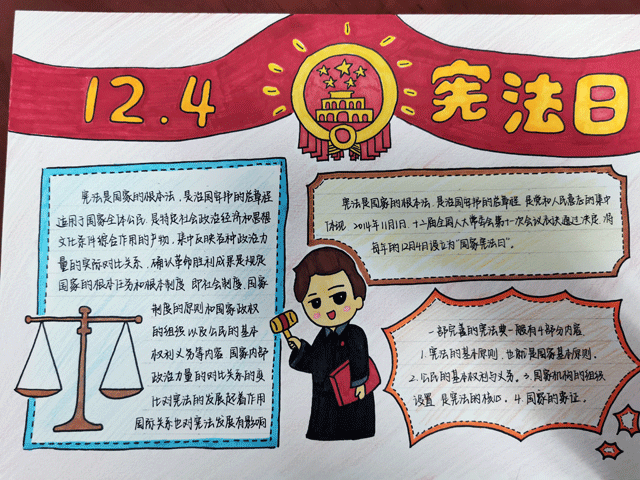 12.4
宪法日
宪法是国家的根本法,是治国安邦的总章程
适用于国家全体公民,是特定社会政治经济和思想
文化条件综合作用的产物,集中反映各种政治力
量的实际对比关系,确认革命胜利成果是规定
国家的根本任务和根本制度 即社会制度,国家
制度的原则和国家政权
的组织以及公民的基本
权利义务等内容 国家内部
政治力量的对比关系的变
化对宪法的发展起着作用
国际关系也对宪法发展有影响
宪法是国家的根本法,是治国安邦的总章程 是党和人民意志的集中
体现 2014年11月1日,十二届全国人大常委会第十一次会议表决通过决定,将
每年的12月4日设立为“国家宪法日”。
一部完善的宪法典一般有4部分内容
1.宪法的基本原则,也即是国家基本原则.
2.公民的基本权利与义务。3.国家机构的组织
设置 是宪法的核心.4.国家的象征.